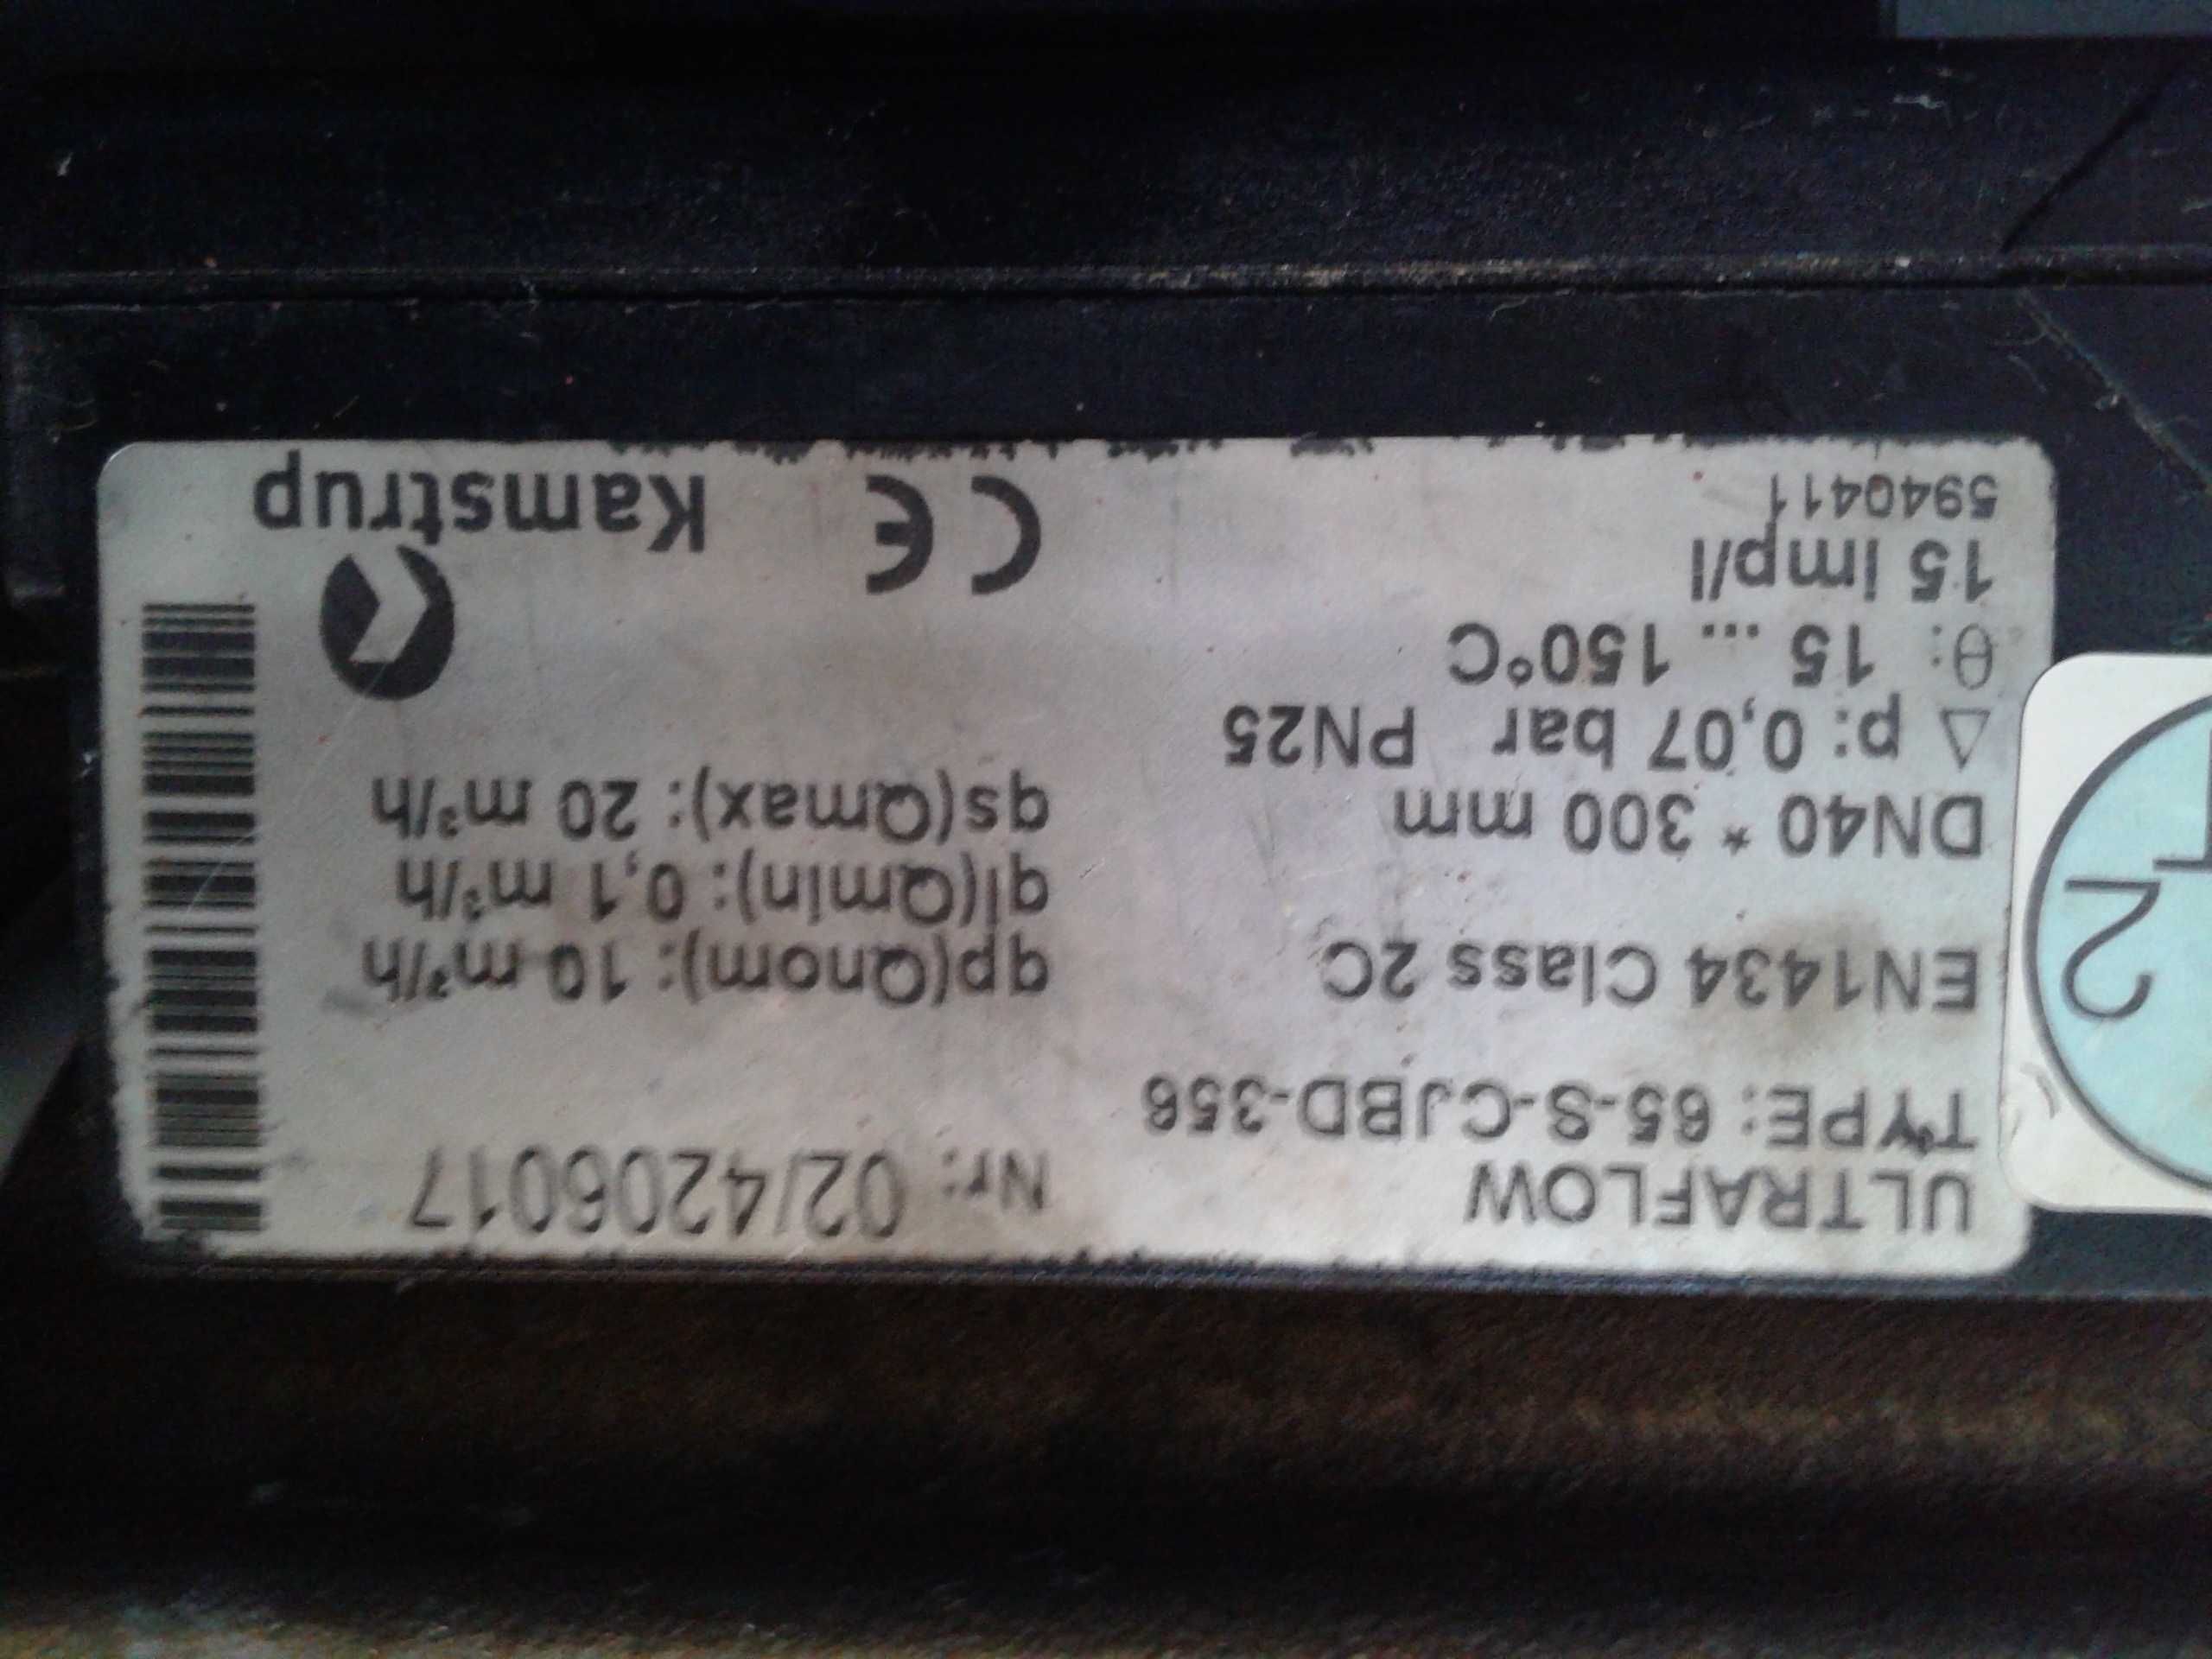 ULTRAFLOW
TYPE: 65-S-CJBD-356
EN1434 Class 2C
DN40 * 300 mm
△ p: 0,07 bar PN25
θ: 15 ... 150°C
15 imp/l
5940411
Nr: 02/4206017
qp(Qnom): 10 m³/h
qi(Qmin): 0,1 m³/h
qs(Qmax): 20 m³/h
CE
Kamstrup
2